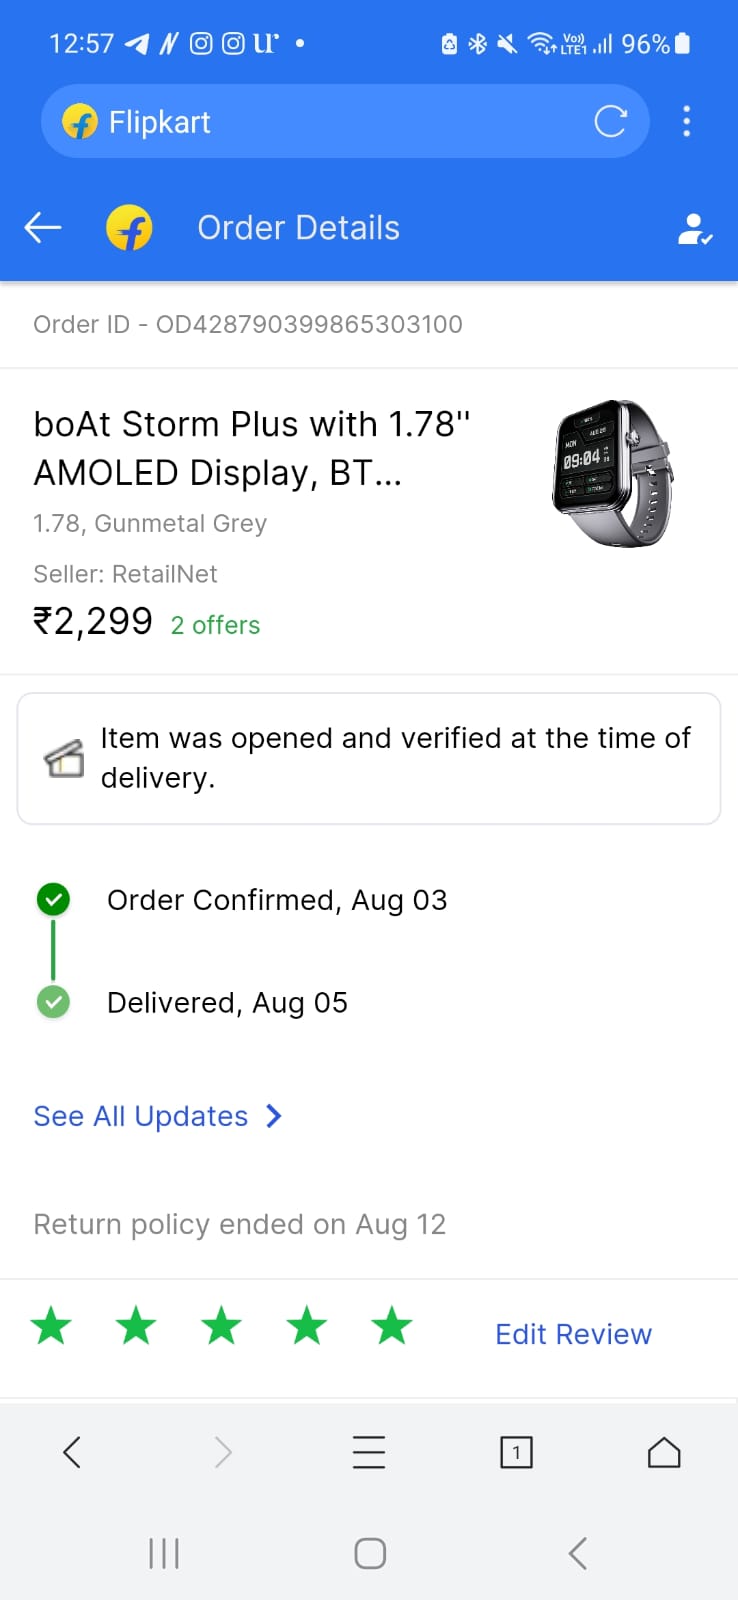 12:57
Vo))
LTE1
96%
Flipkart
Order Details
Order ID - OD428790399865303100
boAt Storm Plus with 1.78''
AMOLED Display, BT...
1.78, Gunmetal Grey
Seller: RetailNet
₹2,299 2 offers
MON
09:04
Item was opened and verified at the time of
delivery.
Order Confirmed, Aug 03
Delivered, Aug 05
See All Updates
Return policy ended on Aug 12
Edit Review
1